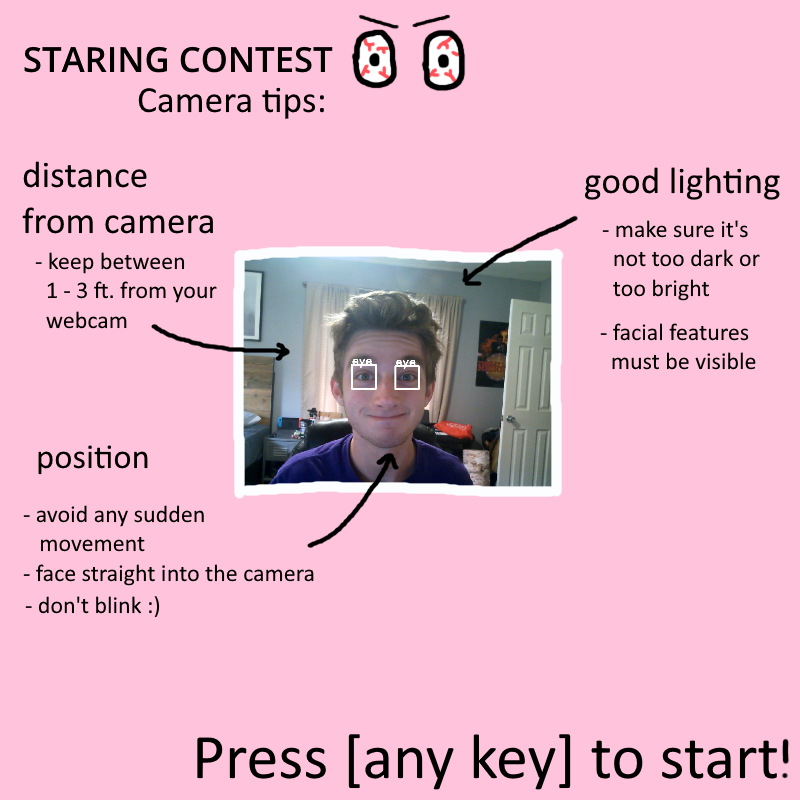 STARING CONTEST
Camera tips:
distance
from camera
- keep between
1 - 3 ft. from your
webcam
good lighting
- make sure it's
not too dark or
too bright
- facial features
must be visible
eye eye
position
- avoid any sudden
movement
- face straight into the camera
- don't blink :)
Press [any key] to start!